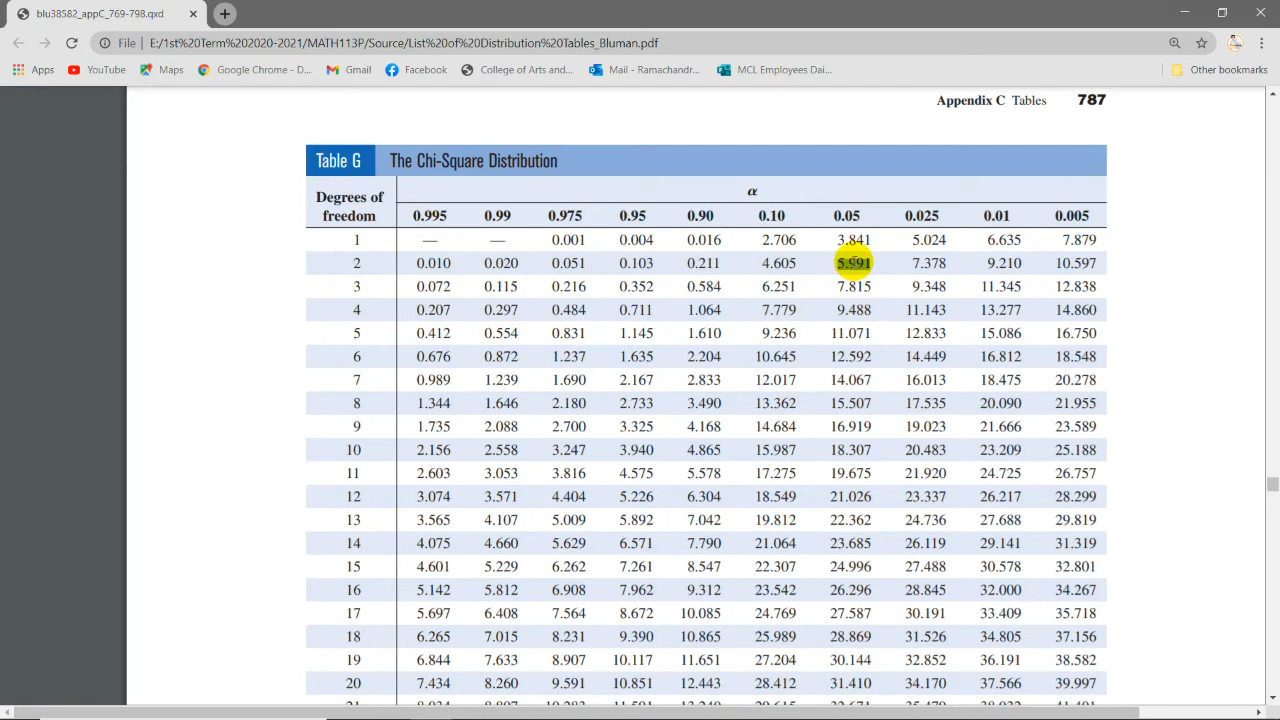 blu38582_appC_769-798.qxd
File | E:/1st%20Term%202020-2021/MATH113P/Source/List%20of%20Distribution%20Tables_Bluman.pdf
Apps YouTube Maps Google Chrome - D... Gmail Facebook College of Arts and... Mail - Ramachandr... MCL Employees Dai... Other bookmarks
Appendix C Tables 787
Table G The Chi-Square Distribution
Degrees of freedom
α
0.995 0.99 0.975 0.95 0.90 0.10 0.05 0.025 0.01 0.005
1 — — 0.001 0.004 0.016 2.706 3.841 5.024 6.635 7.879
2 0.010 0.020 0.051 0.103 0.211 4.605 5.991 7.378 9.210 10.597
3 0.072 0.115 0.216 0.352 0.584 6.251 7.815 9.348 11.345 12.838
4 0.207 0.297 0.484 0.711 1.064 7.779 9.488 11.143 13.277 14.860
5 0.412 0.554 0.831 1.145 1.610 9.236 11.071 12.833 15.086 16.750
6 0.676 0.872 1.237 1.635 2.204 10.645 12.592 14.449 16.812 18.548
7 0.989 1.239 1.690 2.167 2.833 12.017 14.067 16.013 18.475 20.278
8 1.344 1.646 2.180 2.733 3.490 13.362 15.507 17.535 20.090 21.955
9 1.735 2.088 2.700 3.325 4.168 14.684 16.919 19.023 21.666 23.589
10 2.156 2.558 3.247 3.940 4.865 15.987 18.307 20.483 23.209 25.188
11 2.603 3.053 3.816 4.575 5.578 17.275 19.675 21.920 24.725 26.757
12 3.074 3.571 4.404 5.226 6.304 18.549 21.026 23.337 26.217 28.299
13 3.565 4.107 5.009 5.892 7.042 19.812 22.362 24.736 27.688 29.819
14 4.075 4.660 5.629 6.571 7.790 21.064 23.685 26.119 29.141 31.319
15 4.601 5.229 6.262 7.261 8.547 22.307 24.996 27.488 30.578 32.801
16 5.142 5.812 6.908 7.962 9.312 23.542 26.296 28.845 32.000 34.267
17 5.697 6.408 7.564 8.672 10.085 24.769 27.587 30.191 33.409 35.718
18 6.265 7.015 8.231 9.390 10.865 25.989 28.869 31.526 34.805 37.156
19 6.844 7.633 8.907 10.117 11.651 27.204 30.144 32.852 36.191 38.582
20 7.434 8.260 9.591 10.851 12.443 28.412 31.410 34.170 37.566 39.997